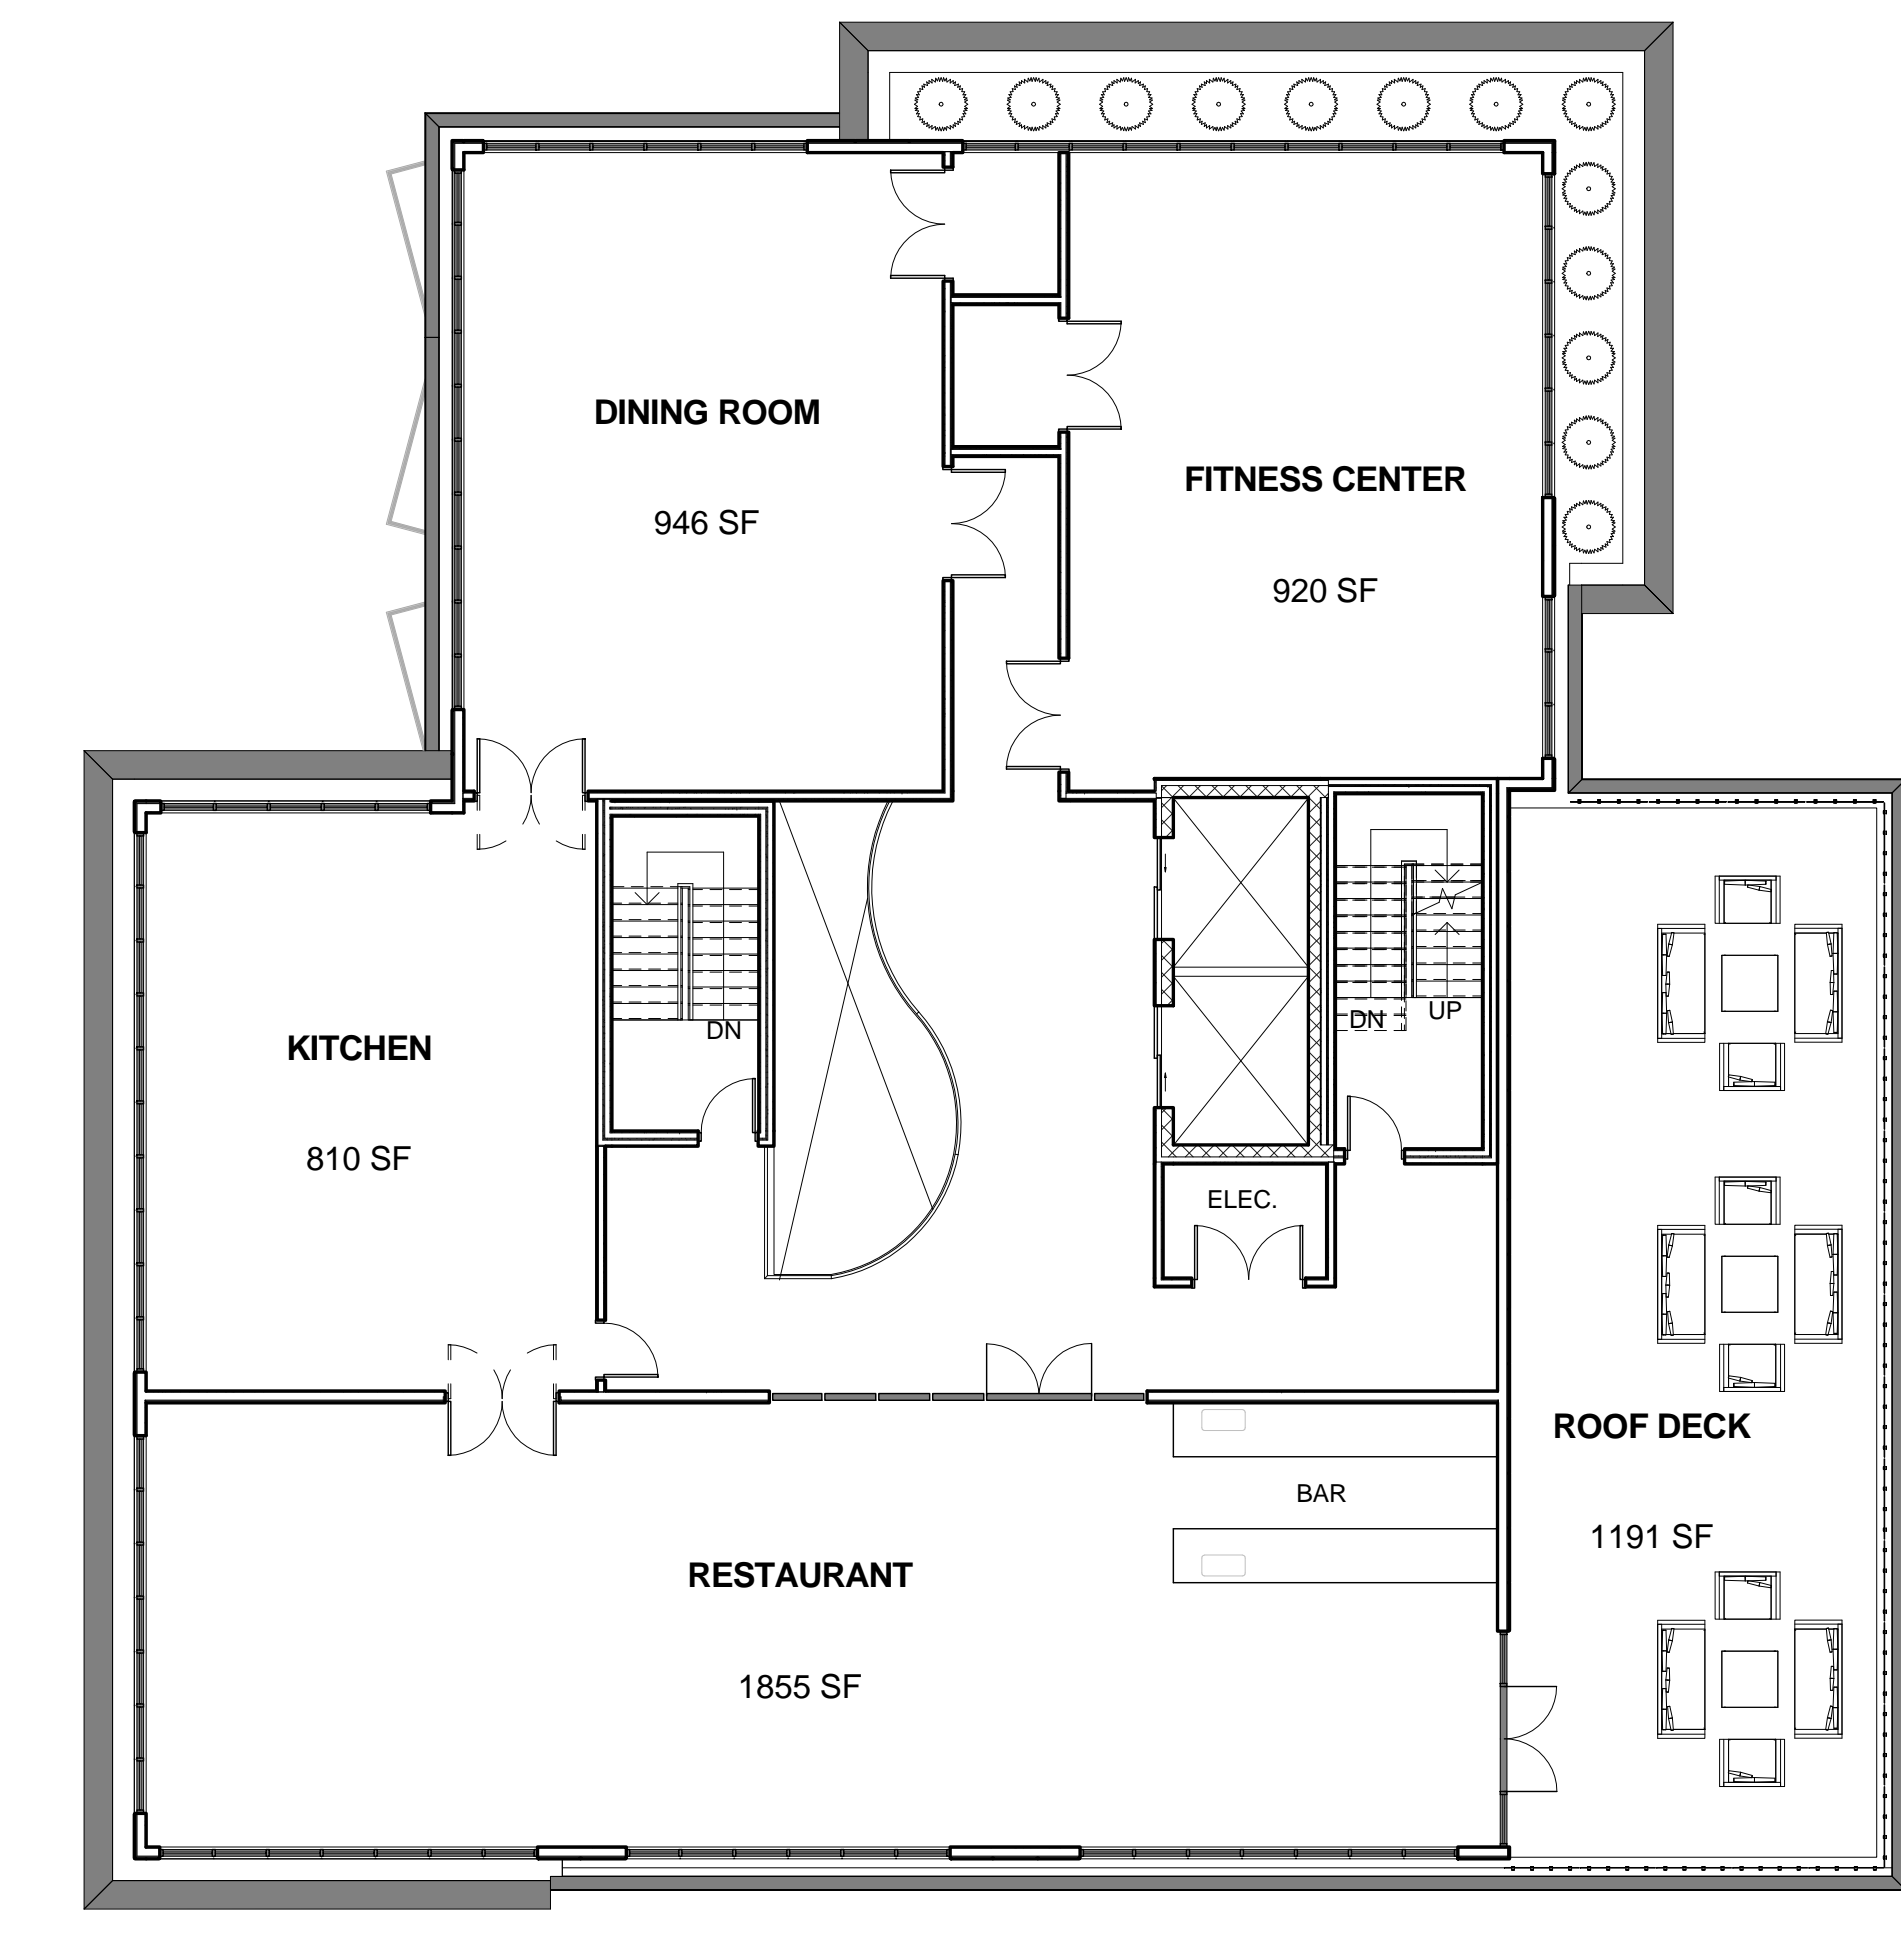 DINING ROOM
946 SF
FITNESS CENTER
920 SF
KITCHEN
810 SF
DN
DN
UP
ELEC.
ROOF DECK
1191 SF
BAR
RESTAURANT
1855 SF